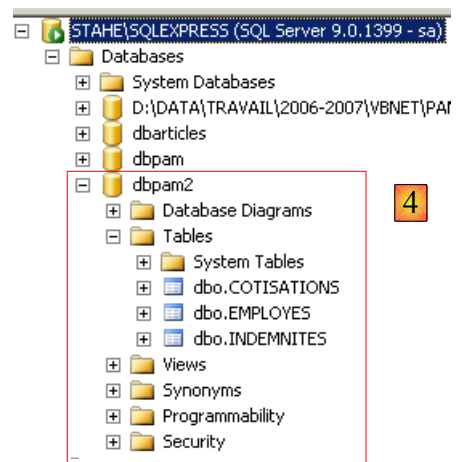 STAHE\SQLEXPRESS (SQL Server 9.0.1399 - sa)
Databases
System Databases
D:\DATA\TRAVAIL\2006-2007\VBNET\PAM
dbarticles
dbpam
dbpam2
Database Diagrams
4
Tables
System Tables
dbo.COTISATIONS
dbo.EMPLOYES
dbo.INDEMNITES
Views
Synonyms
Programmability
Security